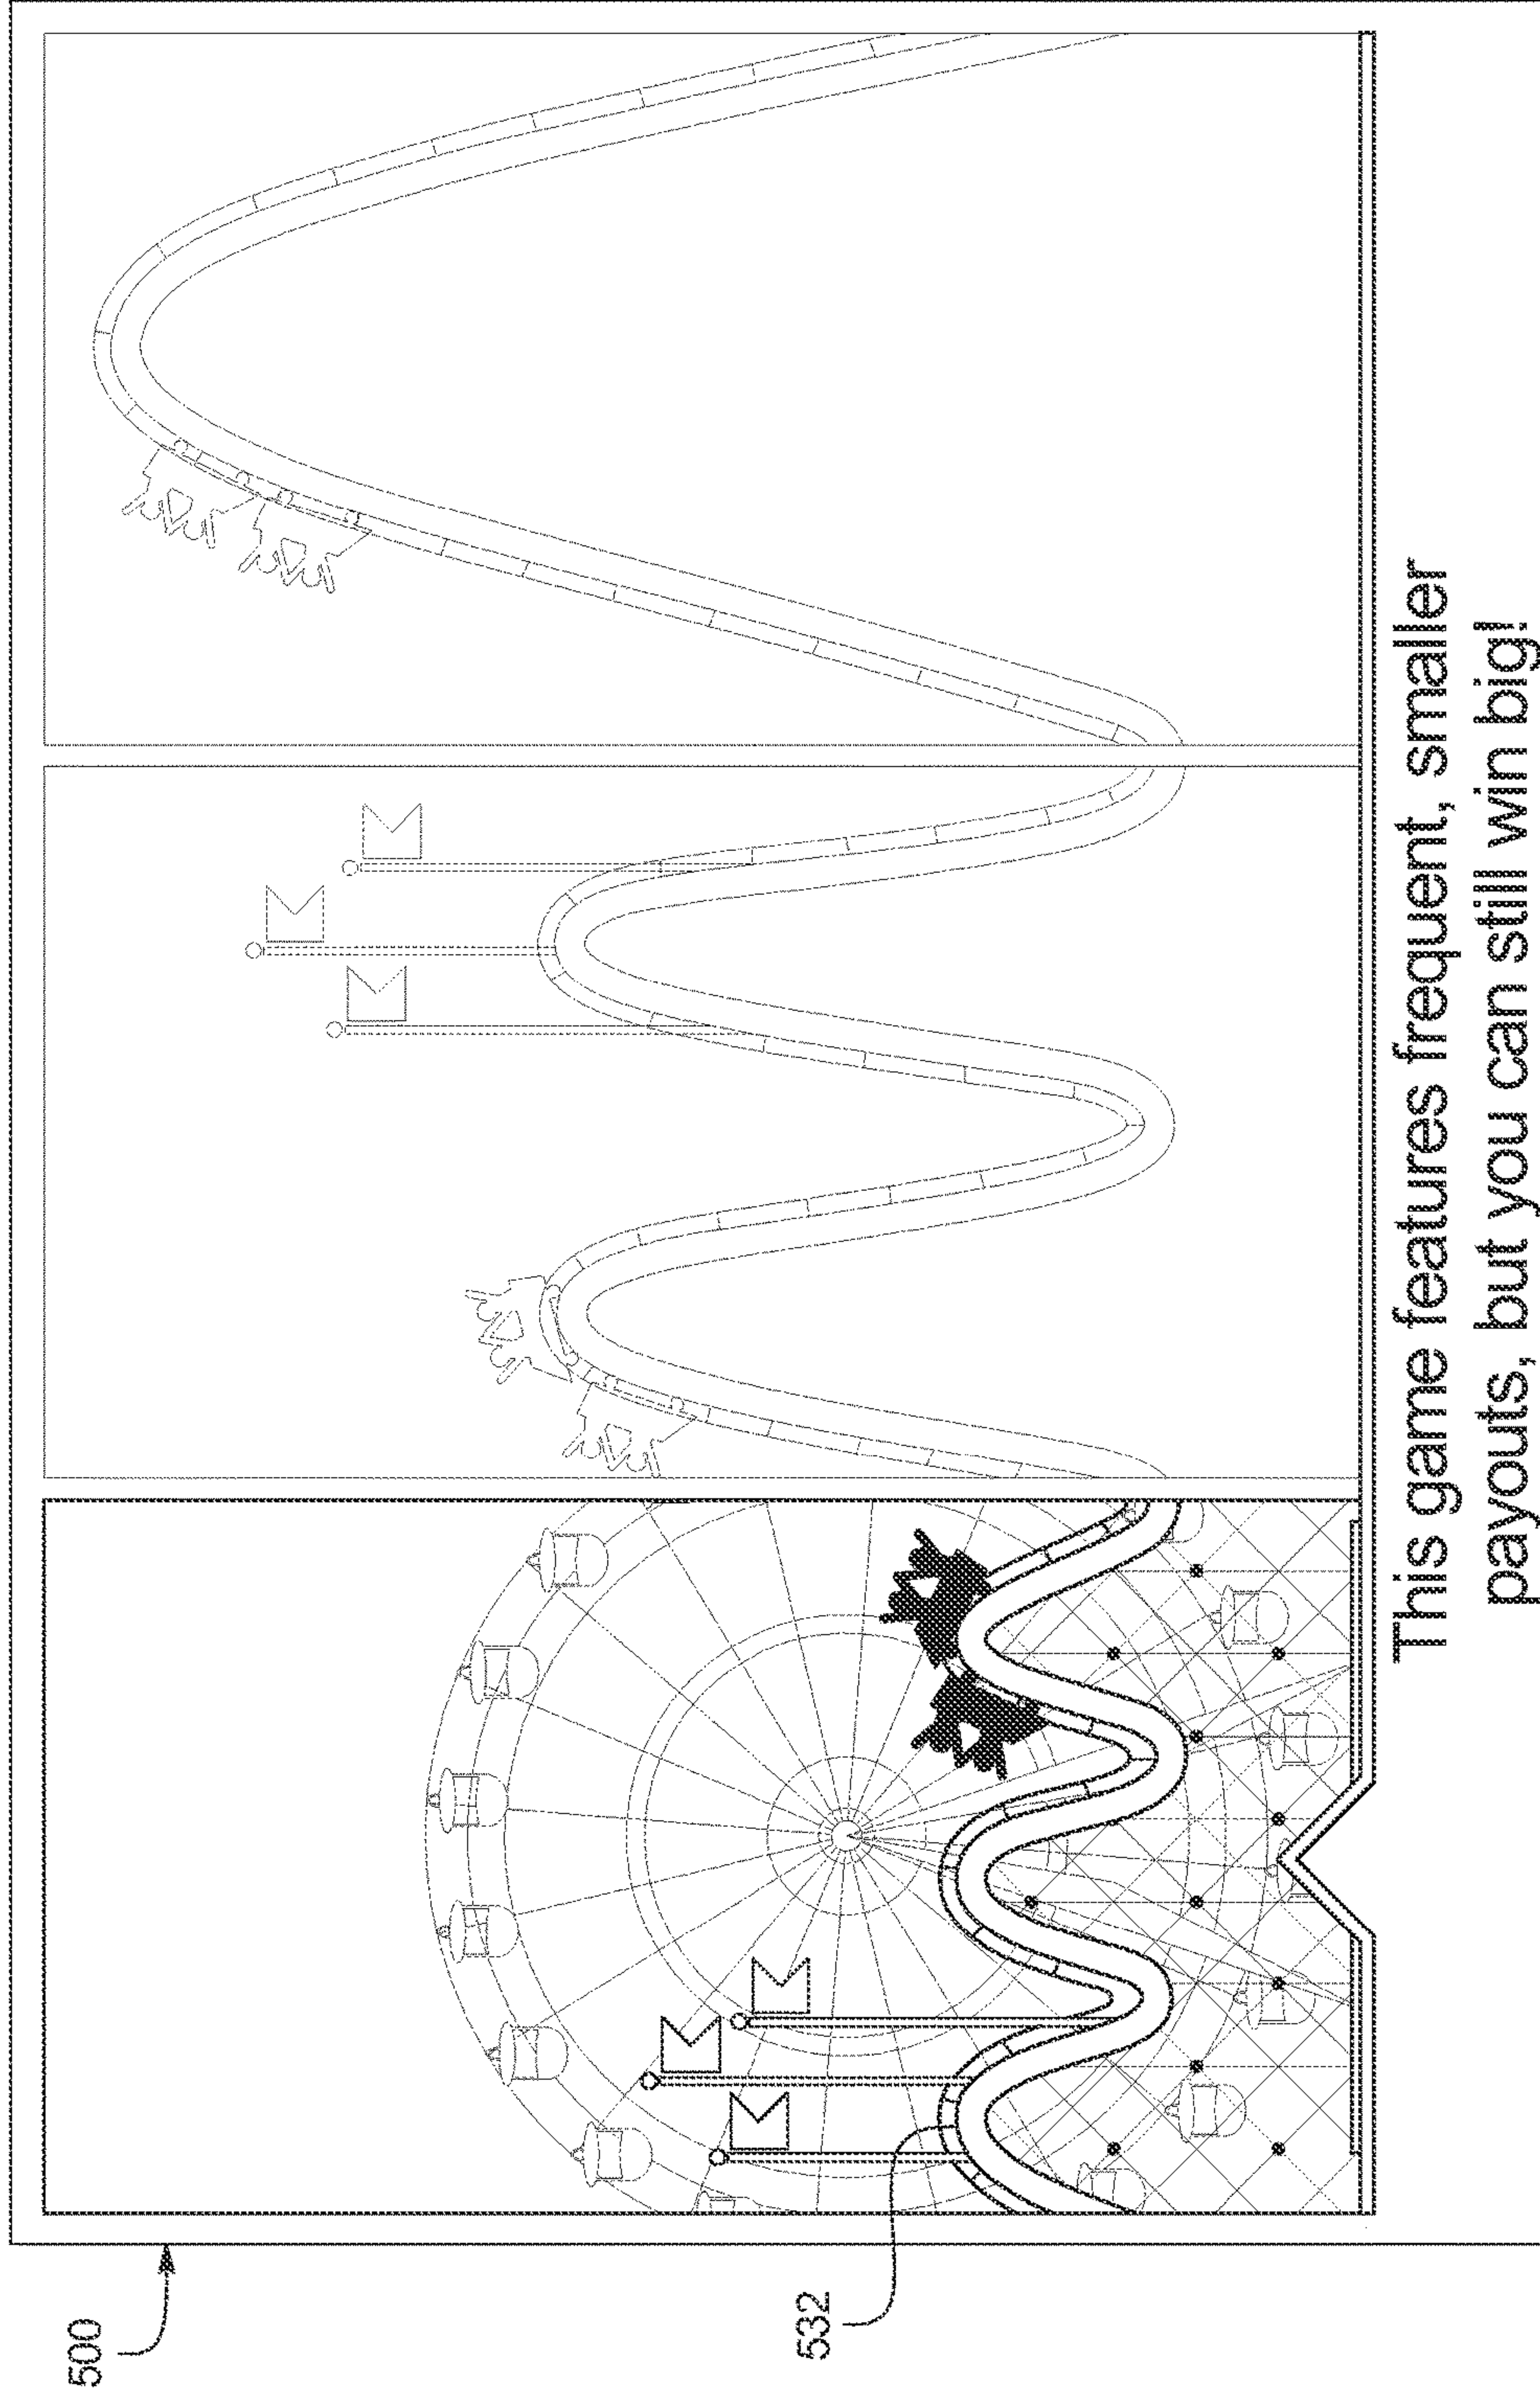 500
532
This game features frequent, smaller
payouts, but you can still win big!